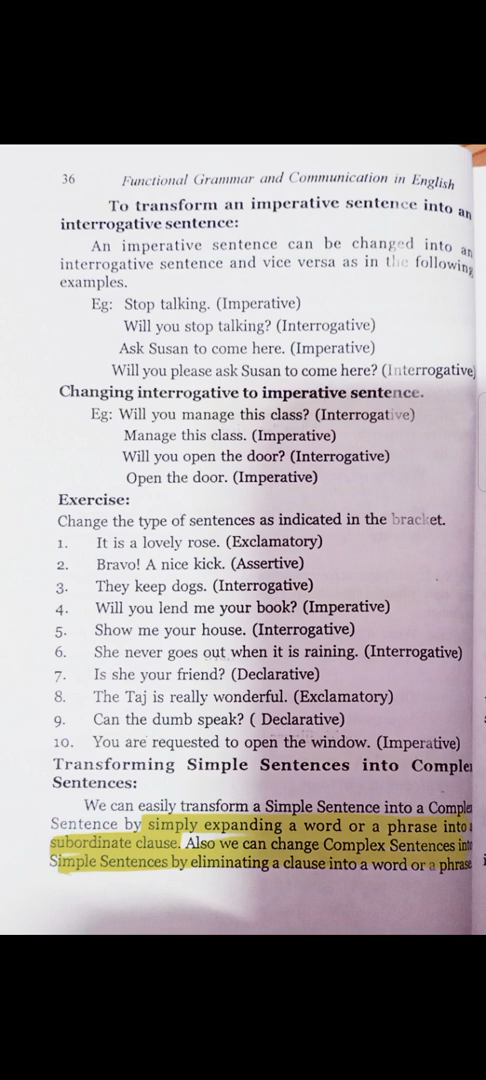 36 Functional Grammar and Communication in English
To transform an imperative sentence into an
interrogative sentence:
An imperative sentence can be changed into an
interrogative sentence and vice versa as in the following
examples.
Eg: Stop talking. (Imperative)
Will you stop talking? (Interrogative)
Ask Susan to come here. (Imperative)
Will you please ask Susan to come here? (Interrogative)
Changing interrogative to imperative sentence.
Eg: Will you manage this class? (Interrogative)
Manage this class. (Imperative)
Will you open the door? (Interrogative)
Open the door. (Imperative)
Exercise:
Change the type of sentences as indicated in the bracket.
1. It is a lovely rose. (Exclamatory)
2. Bravo! A nice kick. (Assertive)
3. They keep dogs. (Interrogative)
4. Will you lend me your book? (Imperative)
5. Show me your house. (Interrogative)
6. She never goes out when it is raining. (Interrogative)
7. Is she your friend? (Declarative)
8. The Taj is really wonderful. (Exclamatory)
9. Can the dumb speak? ( Declarative)
10. You are requested to open the window. (Imperative)
Transforming Simple Sentences into Comple
Sentences:
We can easily transform a Simple Sentence into a Comple
Sentence by simply expanding a word or a phrase into
subordinate clause. Also we can change Complex Sentences into
Simple Sentences by eliminating a clause into a word or a phrase